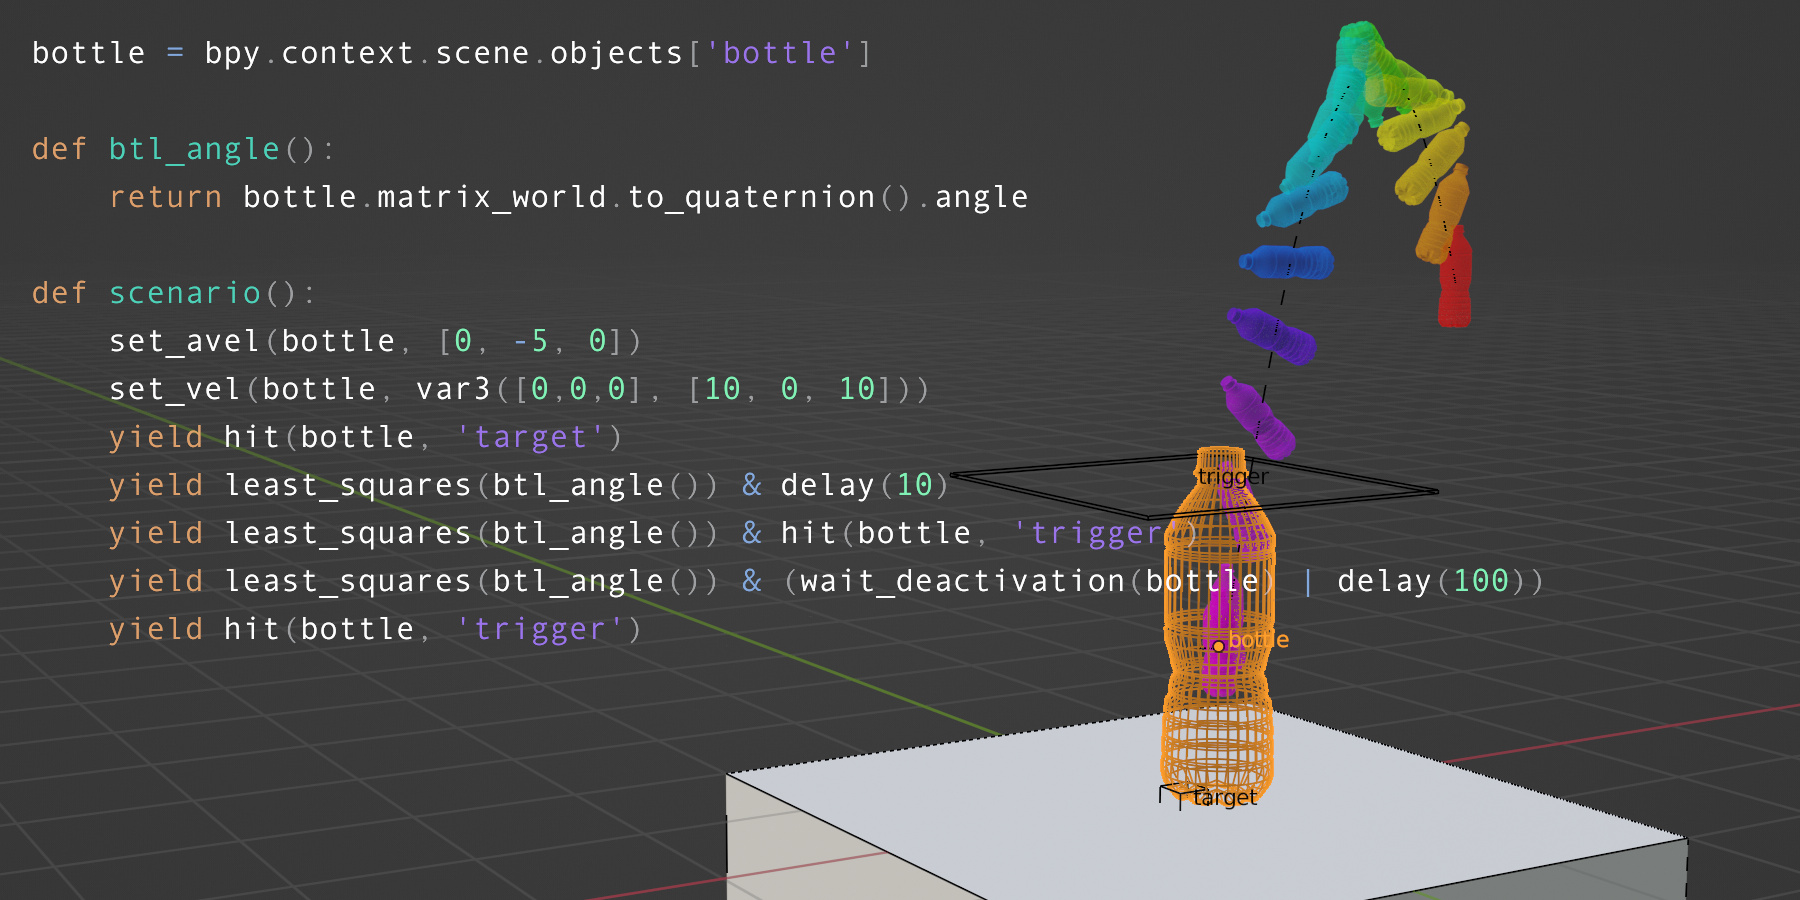 bottle = bpy.context.scene.objects['bottle']
def btl_angle():
    return bottle.matrix_world.to_quaternion().angle
def scenario():
    set_avel(bottle, [0, -5, 0])
    set_vel(bottle, var3([0,0,0], [10, 0, 10]))
    yield hit(bottle, 'target')
    yield least_squares(btl_angle()) & delay(10)
    yield least_squares(btl_angle()) & hit(bottle, 'trigger')
    yield least_squares(btl_angle()) & (wait_deactivation(bottle) | delay(100))
    yield hit(bottle, 'trigger')
trigger
bottle
target